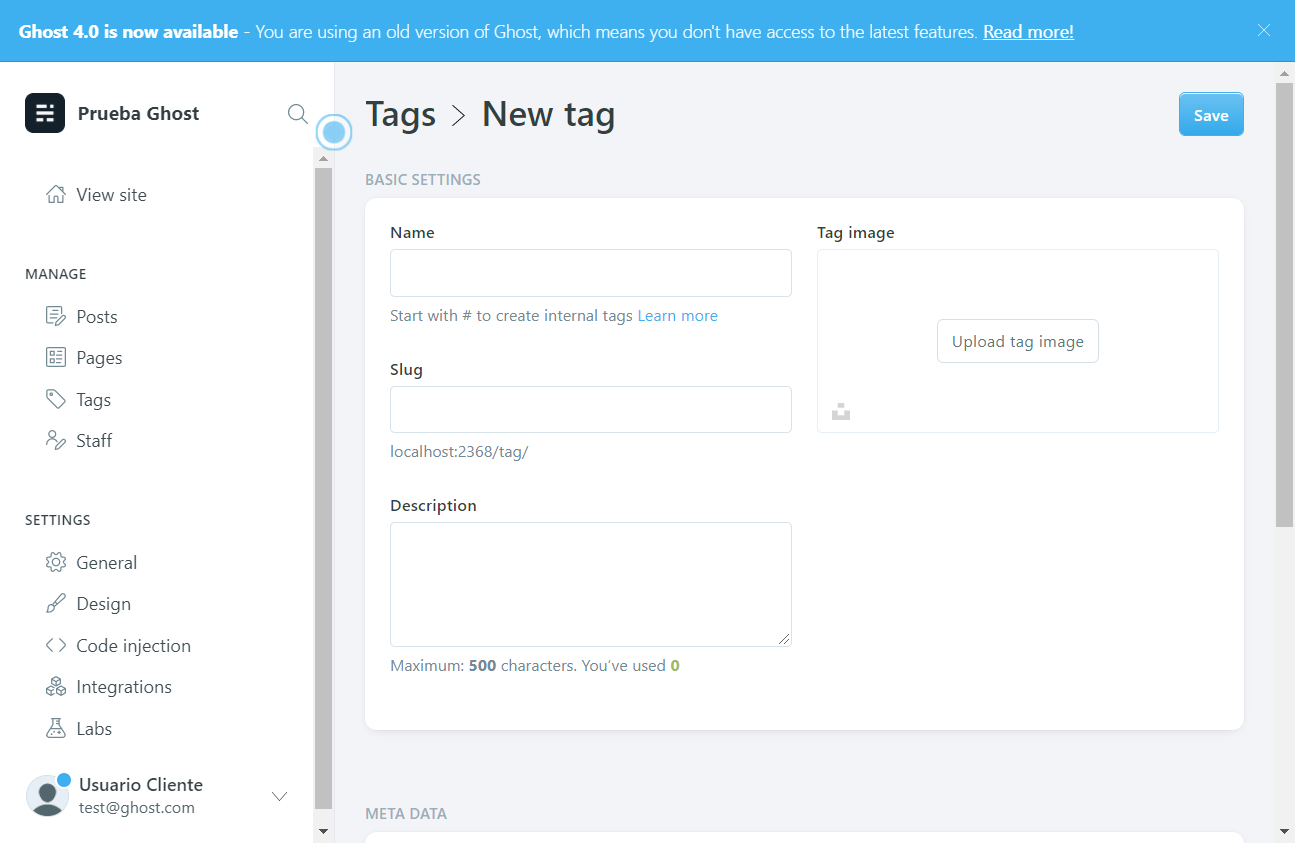 Ghost 4.0 is now available - You are using an old version of Ghost, which means you don't have access to the latest features. Read more!
Prueba Ghost
View site
MANAGE
Posts
Pages
Tags
Staff
SETTINGS
General
Design
Code injection
Integrations
Labs
Usuario Cliente
test@ghost.com
Tags > New tag
Save
BASIC SETTINGS
Name
Start with # to create internal tags Learn more
Slug
localhost:2368/tag/
Description
Maximum: 500 characters. You’ve used 0
Tag image
Upload tag image
META DATA